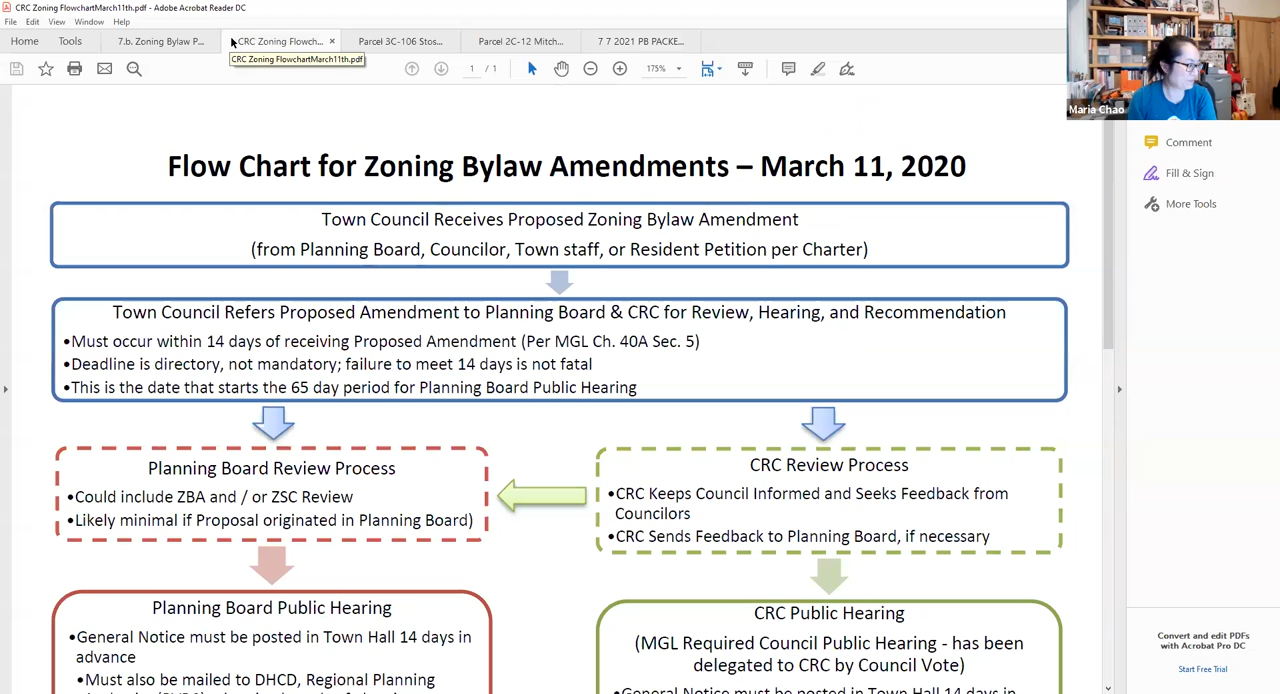 CRC Zoning FlowchartMarch11th.pdf - Adobe Acrobat Reader DC
File Edit View Window Help
Home Tools 7.b. Zoning Bylaw P... CRC Zoning Flowch... × Parcel 3C-106 Stos... Parcel 2C-12 Mitch... 7 7 2021 PB PACKE...
CRC Zoning FlowchartMarch11th.pdf
1 / 1 175%
Maria Chao
Comment
Fill & Sign
More Tools
Flow Chart for Zoning Bylaw Amendments – March 11, 2020
Town Council Receives Proposed Zoning Bylaw Amendment
(from Planning Board, Councilor, Town staff, or Resident Petition per Charter)
Town Council Refers Proposed Amendment to Planning Board & CRC for Review, Hearing, and Recommendation
•Must occur within 14 days of receiving Proposed Amendment (Per MGL Ch. 40A Sec. 5)
•Deadline is directory, not mandatory; failure to meet 14 days is not fatal
•This is the date that starts the 65 day period for Planning Board Public Hearing
Planning Board Review Process
•Could include ZBA and / or ZSC Review
•Likely minimal if Proposal originated in Planning Board)
CRC Review Process
•CRC Keeps Council Informed and Seeks Feedback from
Councilors
•CRC Sends Feedback to Planning Board, if necessary
Planning Board Public Hearing
•General Notice must be posted in Town Hall 14 days in
advance
•Must also be mailed to DHCD, Regional Planning
CRC Public Hearing
(MGL Required Council Public Hearing - has been
delegated to CRC by Council Vote)
•General Notice must be posted in Town Hall 14 days in
Convert and edit PDFs
with Acrobat Pro DC
Start Free Trial